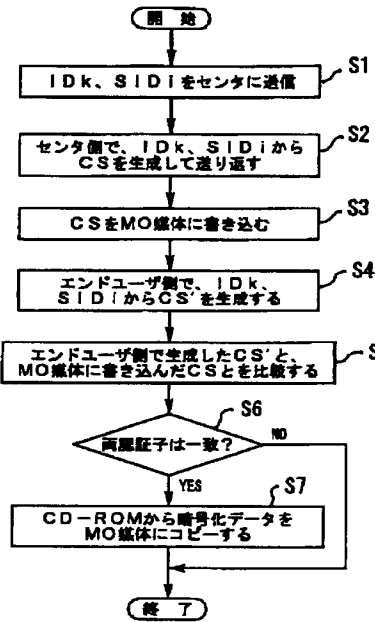 開 始
IDk、SIDiをセンタに送信
S1
センタ側で、IDk、SIDiから
CSを生成して送り返す
S2
CSをMO媒体に書き込む
S3
エンドユーザ側で、IDk、
SIDiからCS'を生成する
S4
エンドユーザ側で生成したCS'と、
MO媒体に書き込んだCSとを比較する
S
両認証子は一致?
S6
NO
YES
CD-ROMから暗号化データを
MO媒体にコピーする
S7
終 了